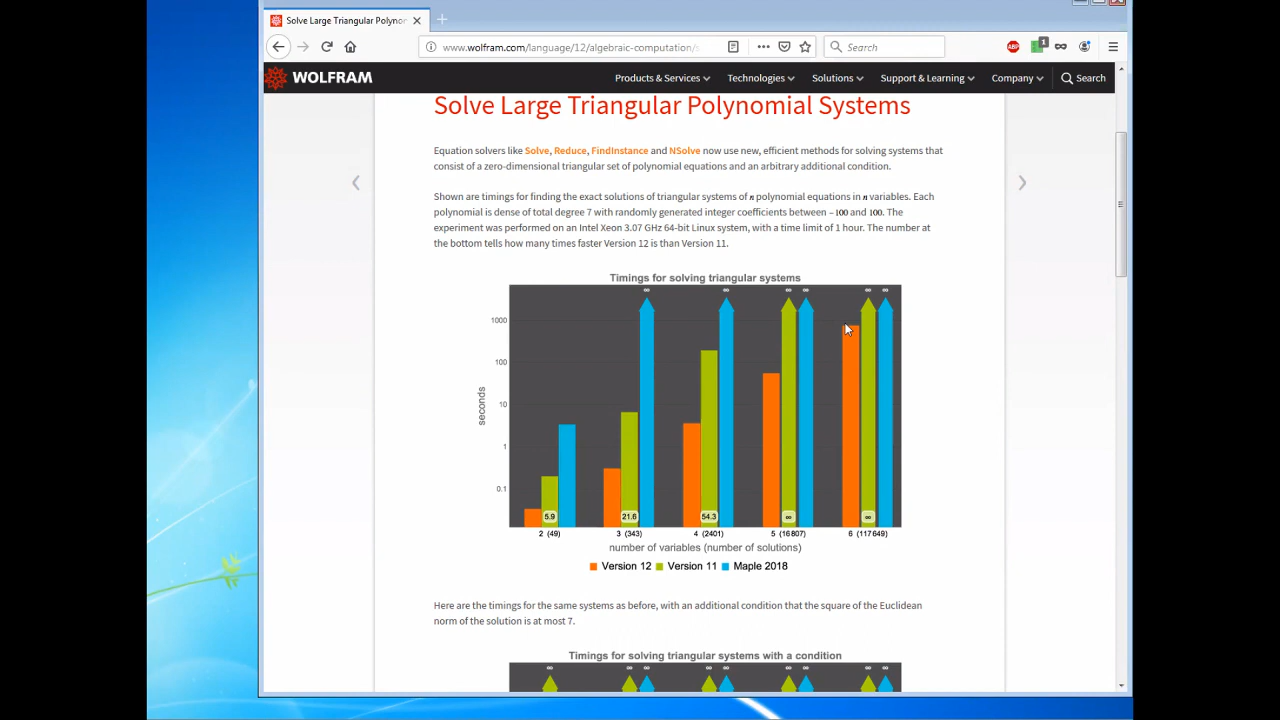 Solve Large Triangular Polynor
www.wolfram.com/language/12/algebraic-computation/s
Search
ABP
1
WOLFRAM
Products & Services
Technologies
Solutions
Support & Learning
Company
Search
Solve Large Triangular Polynomial Systems
Equation solvers like Solve, Reduce, FindInstance and NSolve now use new, efficient methods for solving systems that
consist of a zero-dimensional triangular set of polynomial equations and an arbitrary additional condition.
Shown are timings for finding the exact solutions of triangular systems of n polynomial equations in n variables. Each
polynomial is dense of total degree 7 with randomly generated integer coefficients between −100 and 100. The
experiment was performed on an Intel Xeon 3.07 GHz 64-bit Linux system, with a time limit of 1 hour. The number at
the bottom tells how many times faster Version 12 is than Version 11.
Timings for solving triangular systems
∞ ∞ ∞ ∞ ∞ ∞
1000
100
10
1
0.1
seconds
5.9 21.6 54.3 ∞ ∞
2 (49) 3 (343) 4 (2401) 5 (16 807) 6 (117 649)
number of variables (number of solutions)
Version 12 Version 11 Maple 2018
Here are the timings for the same systems as before, with an additional condition that the square of the Euclidean
norm of the solution is at most 7.
Timings for solving triangular systems with a condition
∞ ∞ ∞ ∞ ∞ ∞ ∞ ∞ ∞